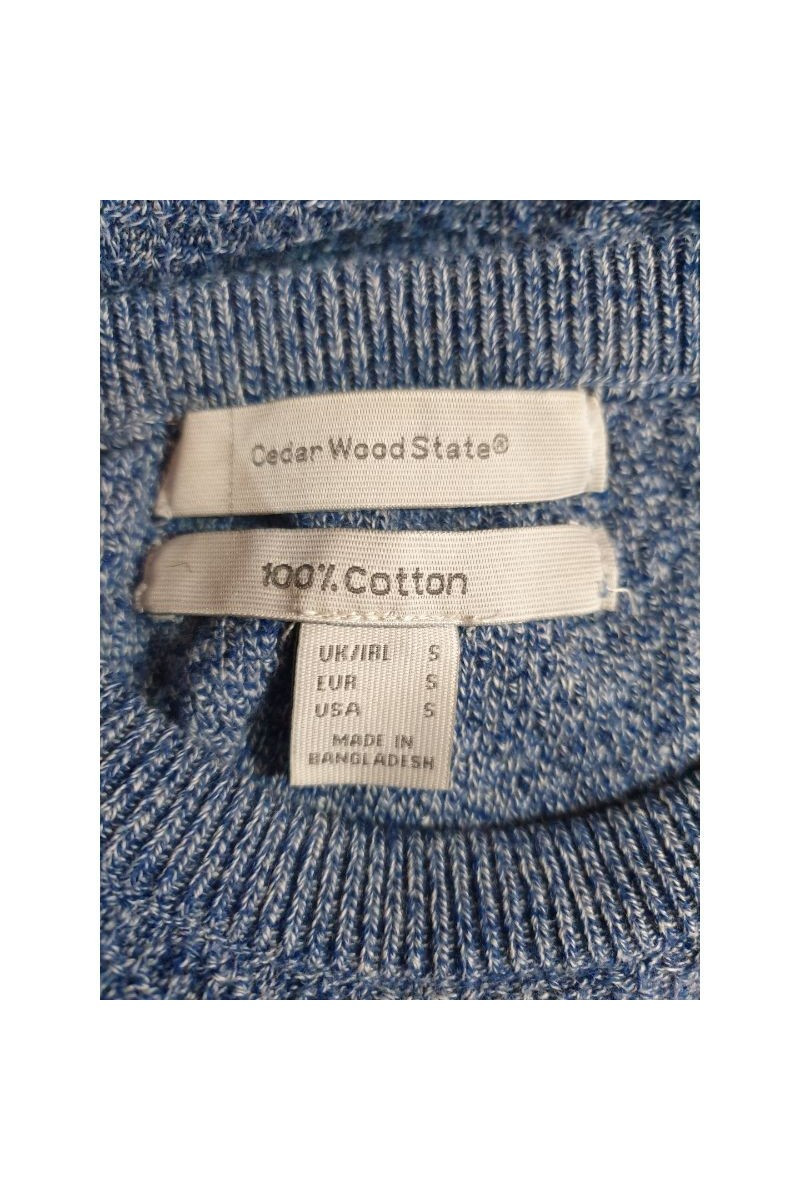 Cedar Wood State®
100% Cotton
UK/IRL S
EUR S
USA S
MADE IN
BANGLADESH